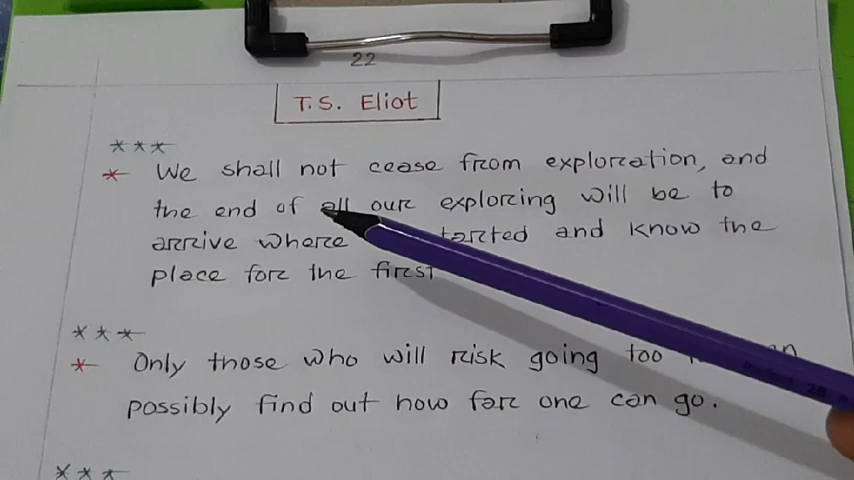 22
T.S. Eliot
***
* We shall not cease from exploration, and
the end of all our exploring will be to
arrive where started and know the
place for the first
***
* Only those who will risk going too
possibly find out how far one can go.
***